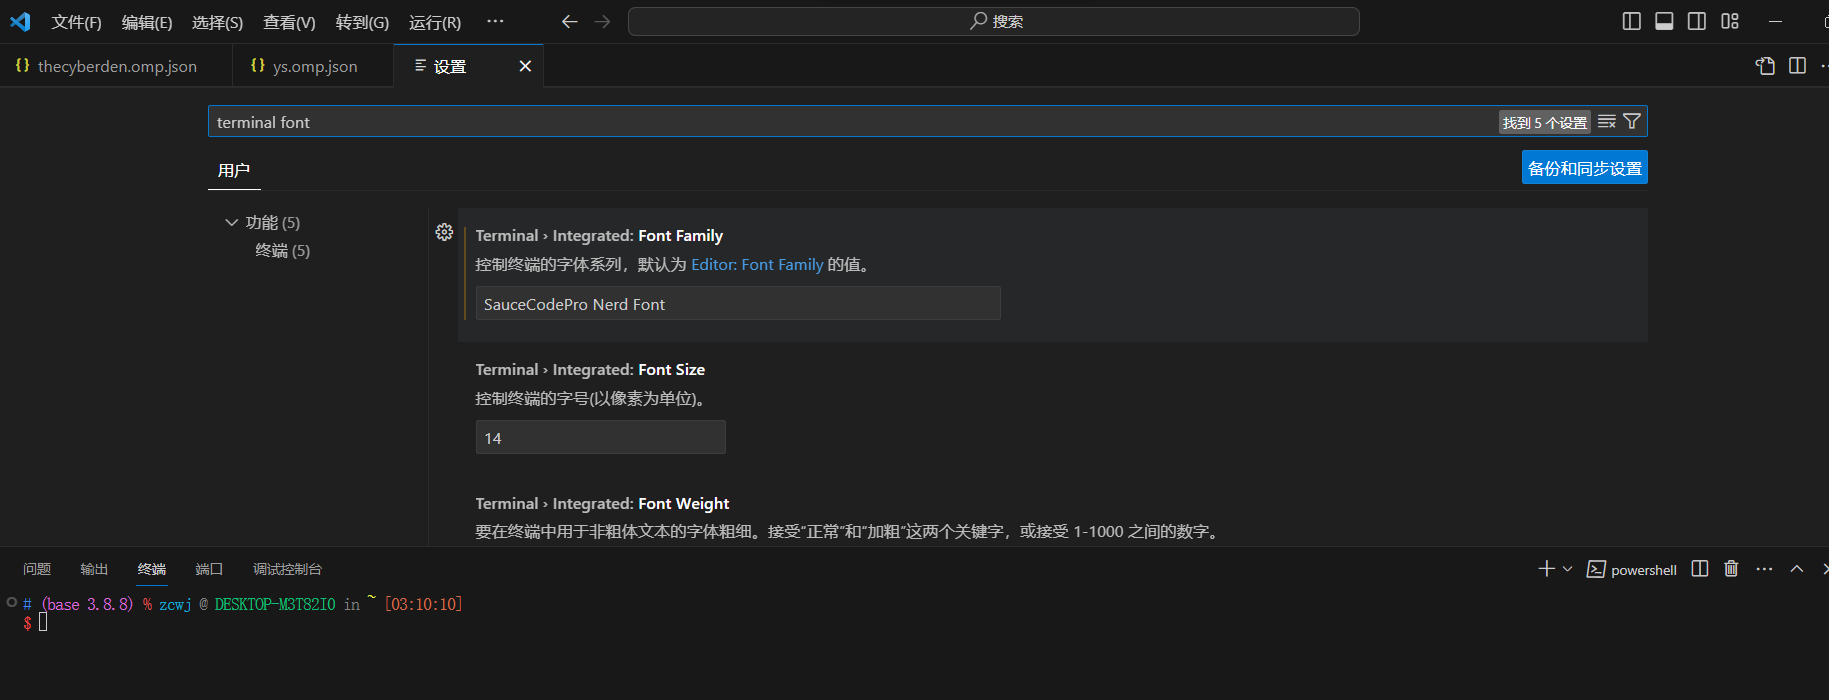 文件(F) 编辑(E) 选择(S) 查看(V) 转到(G) 运行(R) ··· 搜索
thecyberden.omp.json ys.omp.json 设置
terminal font 找到 5 个设置
用户 备份和同步设置
功能 (5)
终端 (5)
Terminal › Integrated: Font Family
控制终端的字体系列，默认为 Editor: Font Family 的值。
SauceCodePro Nerd Font
Terminal › Integrated: Font Size
控制终端的字号(以像素为单位)。
14
Terminal › Integrated: Font Weight
要在终端中用于非粗体文本的字体粗细。接受"正常"和"加粗"这两个关键字，或接受 1-1000 之间的数字。
问题 输出 终端 端口 调试控制台 powershell
# (base 3.8.8) % zcwj @ DESKTOP-M3T82I0 in ~ [03:10:10]
$